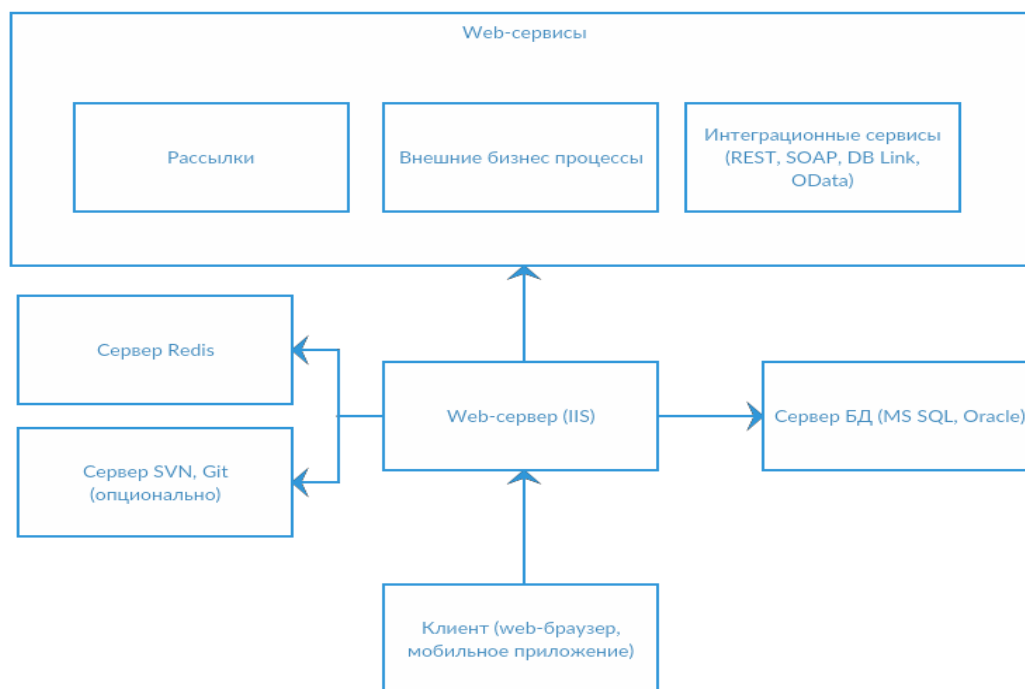 Web-сервисы
Рассылки
Внешние бизнес процессы
Интеграционные сервисы
(REST, SOAP, DB Link,
OData)
Сервер Redis
Web-сервер (IIS)
Сервер БД (MS SQL, Oracle)
Сервер SVN, Git
(опционально)
Клиент (web-браузер,
мобильное приложение)